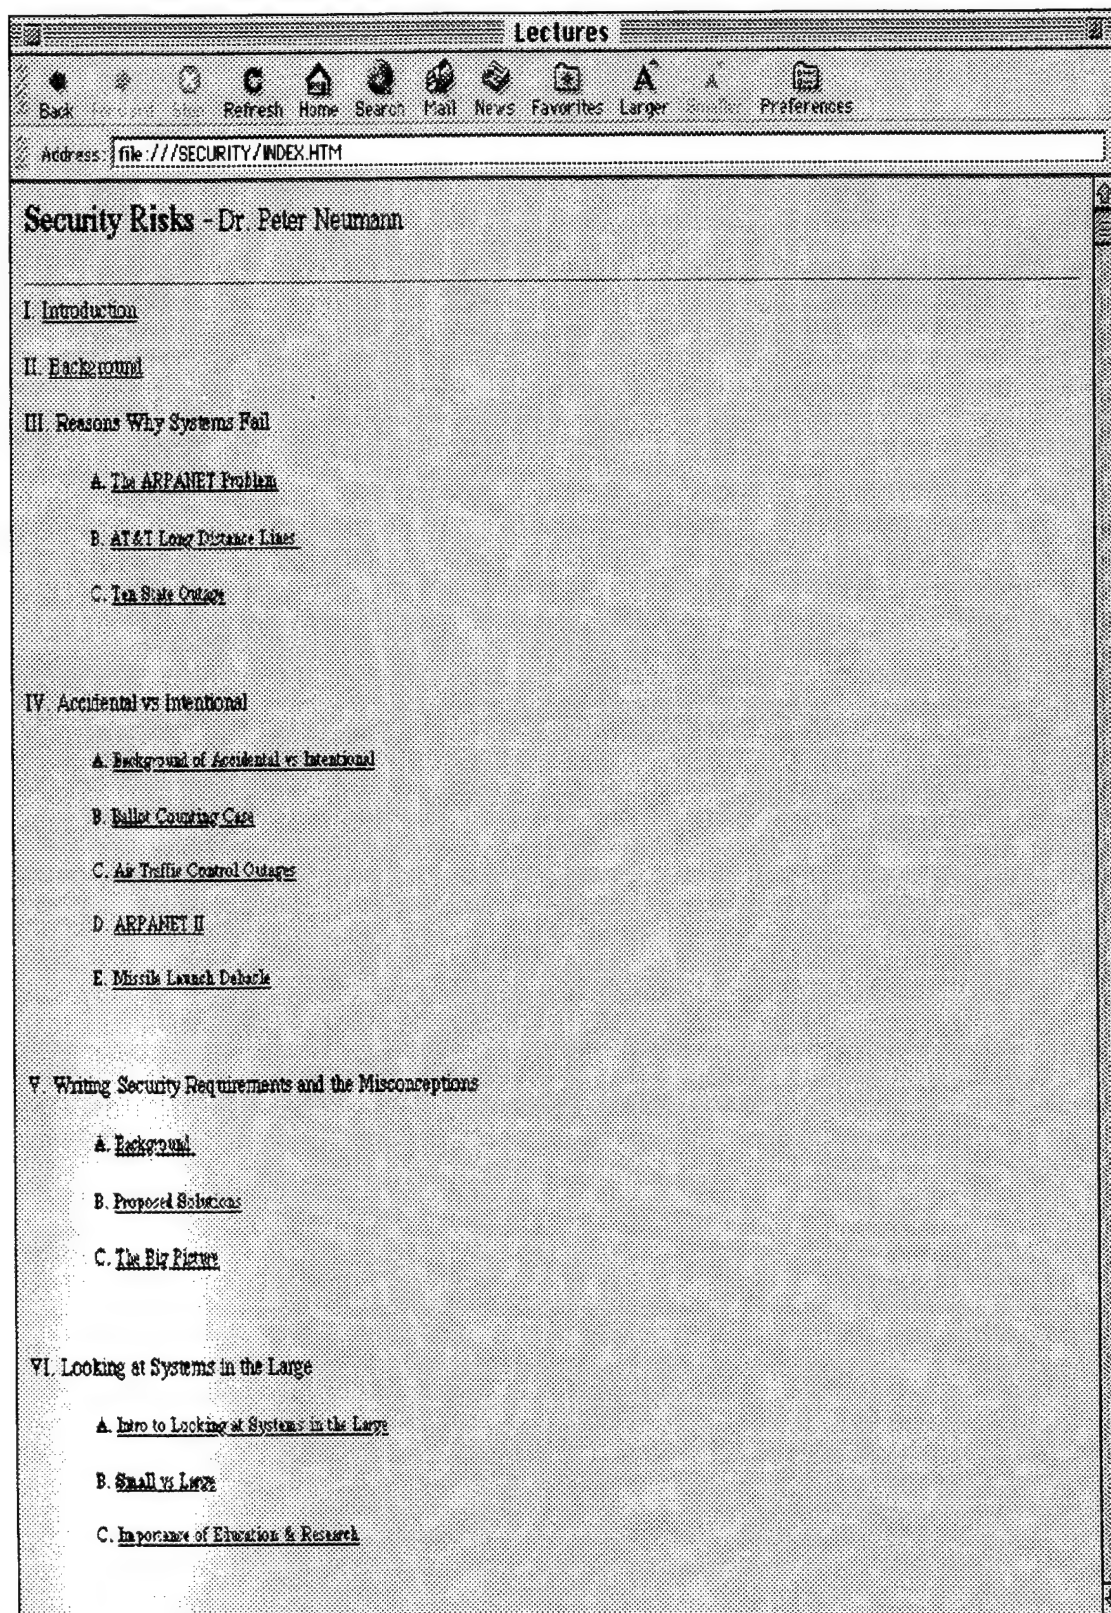 Lectures
Back Refresh Home Search Mail News Favorites Larger Preferences
Address: file:///SECURITY/INDEX.HTM
Security Risks - Dr. Peter Neumann
I. Introduction
II. Background
III. Reasons Why Systems Fail
A. The ARPANET Problem
B. AT&T Long Distance Lines
C. Ten State Outage
IV. Accidental vs Intentional
A. Background of Accidental vs Intentional
B. Ballot Counting Case
C. Air Traffic Control Outages
D. ARPANET II
E. Missile Launch Debacle
V. Writing Security Requirements and the Misconceptions
A. Background
B. Proposed Solutions
C. The Big Picture
VI. Looking at Systems in the Large
A. Intro to Looking at Systems in the Large
B. Small vs Large
C. Importance of Education & Research